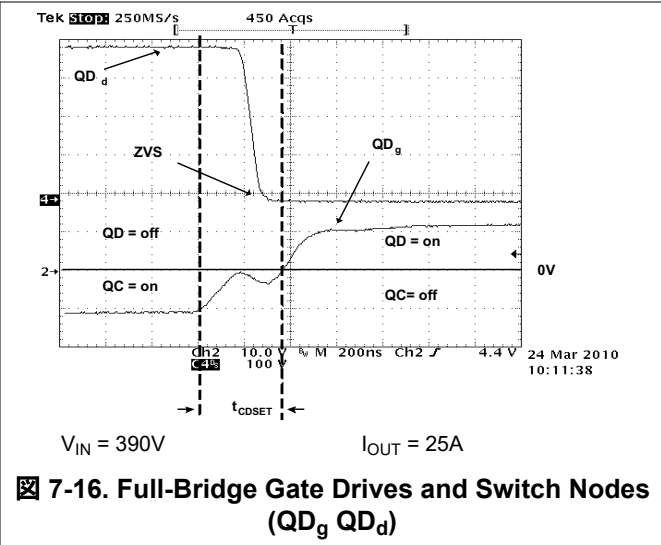 Tek Stop: 250MS/s 450 Acqs
QD d
ZVS
QDg
4→
QD = off
QD = on
2→
0V
QC = on
QC= off
Ch2 10.0 V M 200ns Ch2 4.4 V
Ch4 100 V
24 Mar 2010
10:11:38
tCDSET
VIN = 390V IOUT = 25A
図 7-16. Full-Bridge Gate Drives and Switch Nodes
(QDg QDd)